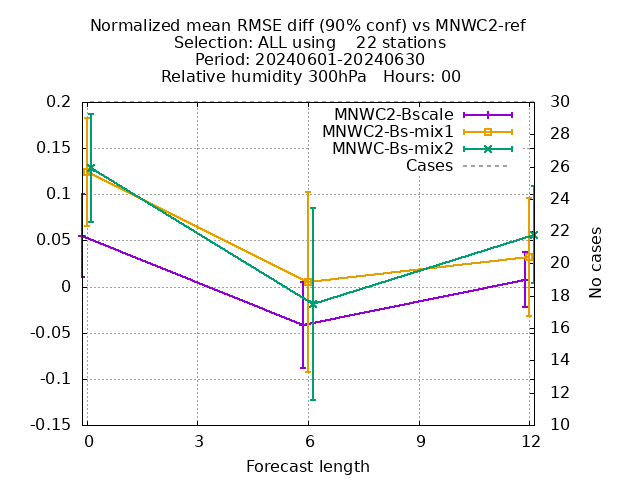 Normalized mean RMSE diff (90% conf) vs MNWC2-ref
Selection: ALL using    22 stations
Period: 20240601-20240630
Relative humidity 300hPa   Hours: 00
MNWC2-Bscale
MNWC2-Bs-mix1
MNWC-Bs-mix2
Cases
0.2
0.15
0.1
0.05
0
-0.05
-0.1
-0.15
30
28
26
24
22
20
18
16
14
12
10
No cases
0
3
6
9
12
Forecast length